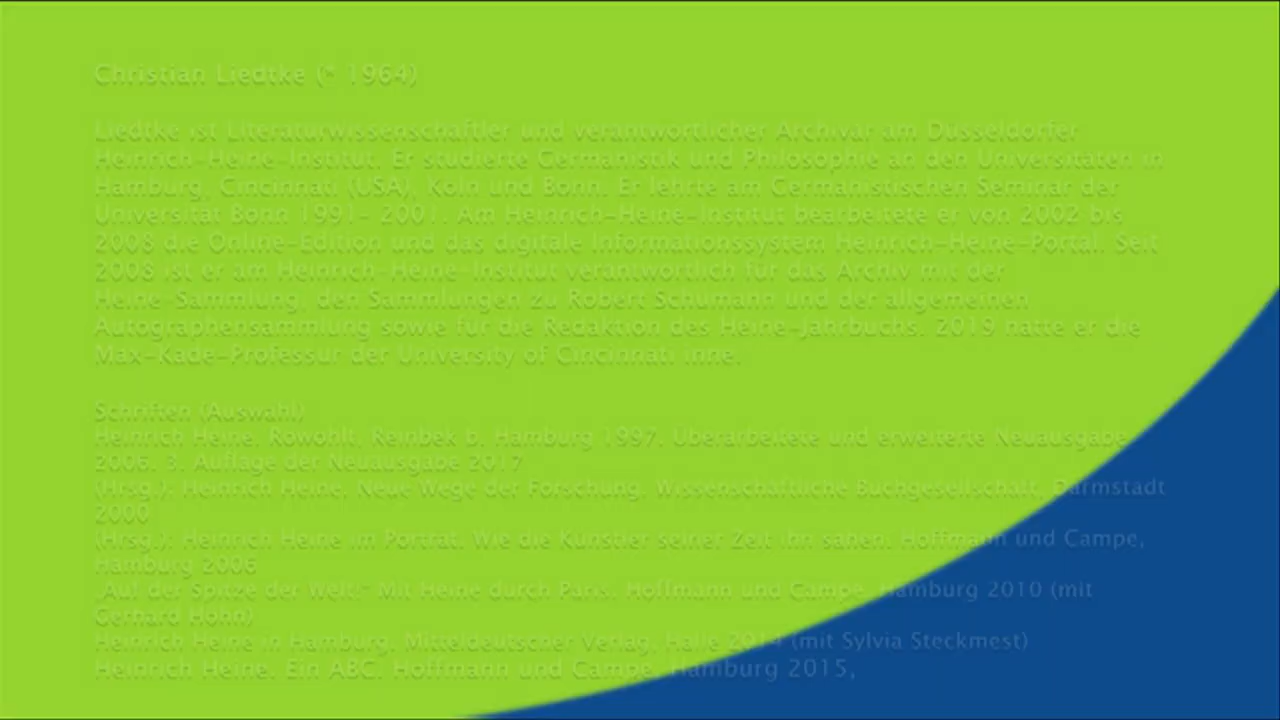 Christian Liedtke (* 1964)
Liedtke ist Literaturwissenschaftler und verantwortlicher Archivar am Düsseldorfer
Heinrich-Heine-Institut. Er studierte Germanistik und Philosophie an den Universitäten in
Hamburg, Cincinnati (USA), Köln und Bonn. Er lehrte am Germanistischen Seminar der
Universität Bonn 1991- 2001. Am Heinrich-Heine-Institut bearbeitete er von 2002 bis
2008 die Online-Edition und das digitale Informationssystem Heinrich-Heine-Portal. Seit
2008 ist er am Heinrich-Heine-Institut verantwortlich für das Archiv mit der
Heine-Sammlung, den Sammlungen zu Robert Schumann und der allgemeinen
Autographensammlung sowie für die Redaktion des Heine-Jahrbuchs. 2019 hatte er die
Max-Kade-Professur der University of Cincinnati inne.
Schriften (Auswahl)
Heinrich Heine. Rowohlt, Reinbek b. Hamburg 1997. Überarbeitete und erweiterte Neuausgabe
2006. 3. Auflage der Neuausgabe 2017
(Hrsg.): Heinrich Heine. Neue Wege der Forschung. Wissenschaftliche Buchgesellschaft, Darmstadt
2000
(Hrsg.): Heinrich Heine im Porträt. Wie die Künstler seiner Zeit ihn sahen. Hoffmann und Campe,
Hamburg 2006
„Auf der Spitze der Welt:“ Mit Heine durch Paris. Hoffmann und Campe, Hamburg 2010 (mit
Gerhard Höhn)
Heinrich Heine in Hamburg. Mitteldeutscher Verlag, Halle 2014 (mit Sylvia Steckmest)
Heinrich Heine. Ein ABC. Hoffmann und Campe, Hamburg 2015,